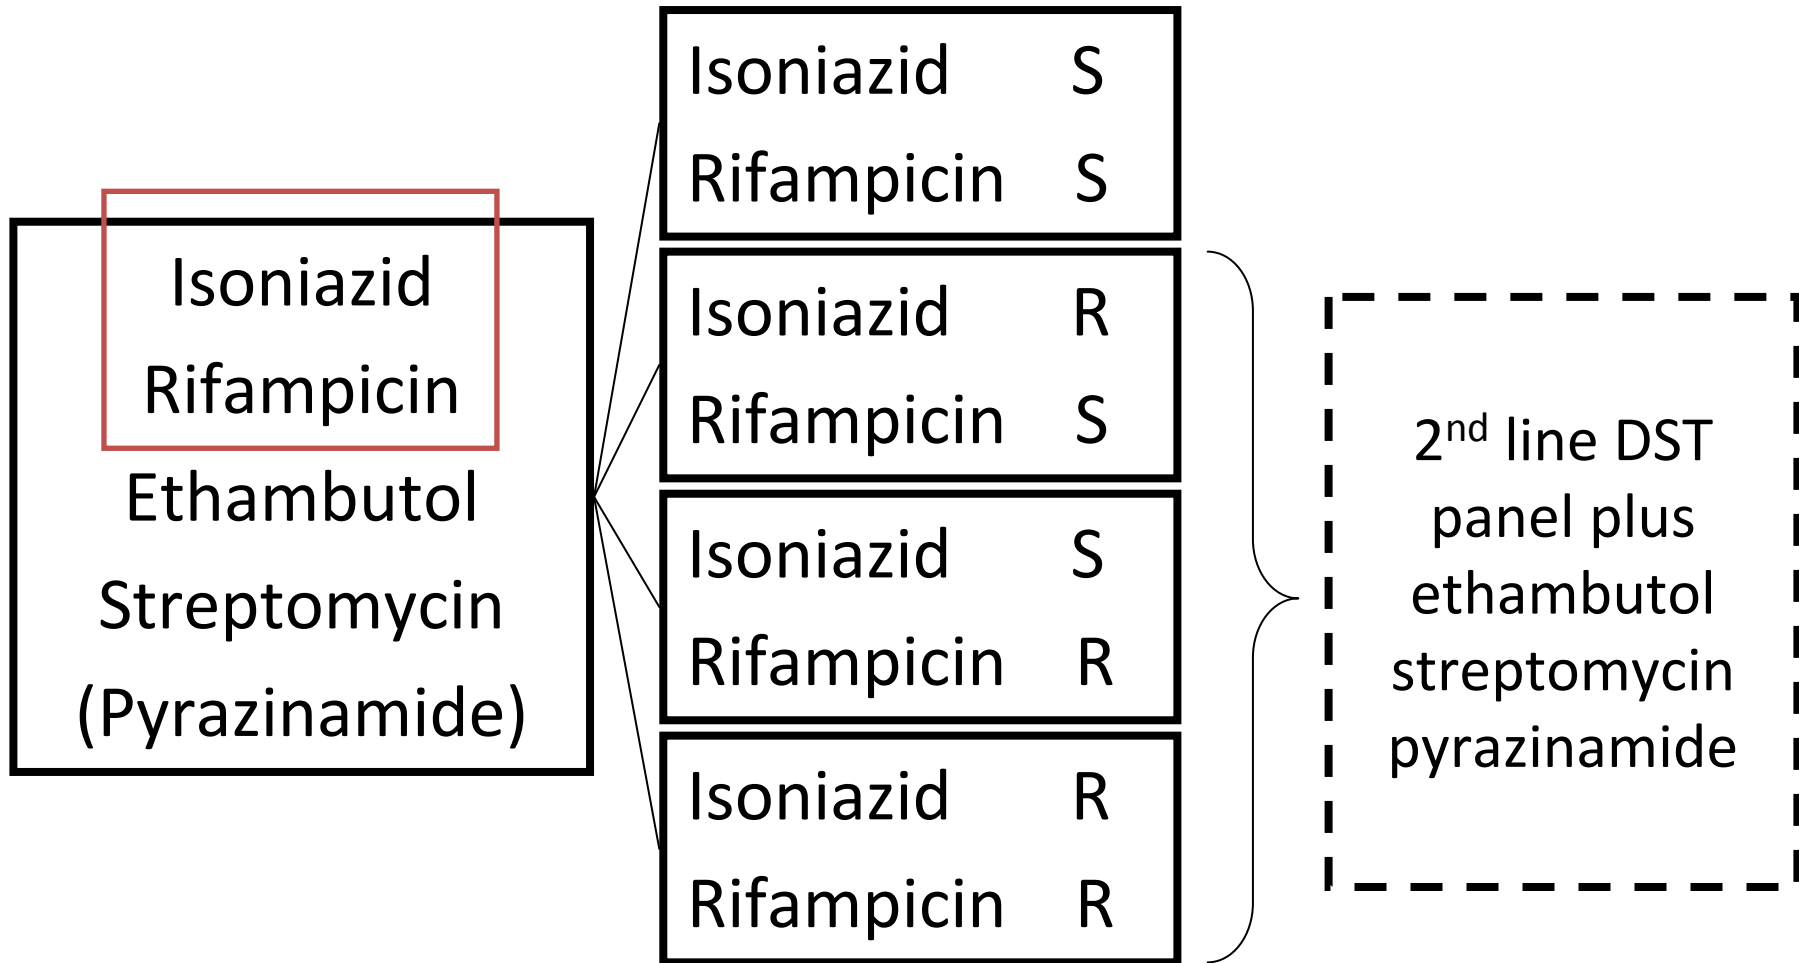 Isoniazid
Rifampicin
Ethambutol
Streptomycin
(Pyrazinamide)
Isoniazid S
Rifampicin S
Isoniazid R
Rifampicin S
Isoniazid S
Rifampicin R
Isoniazid R
Rifampicin R
2nd line DST
panel plus
ethambutol
streptomycin
pyrazinamide